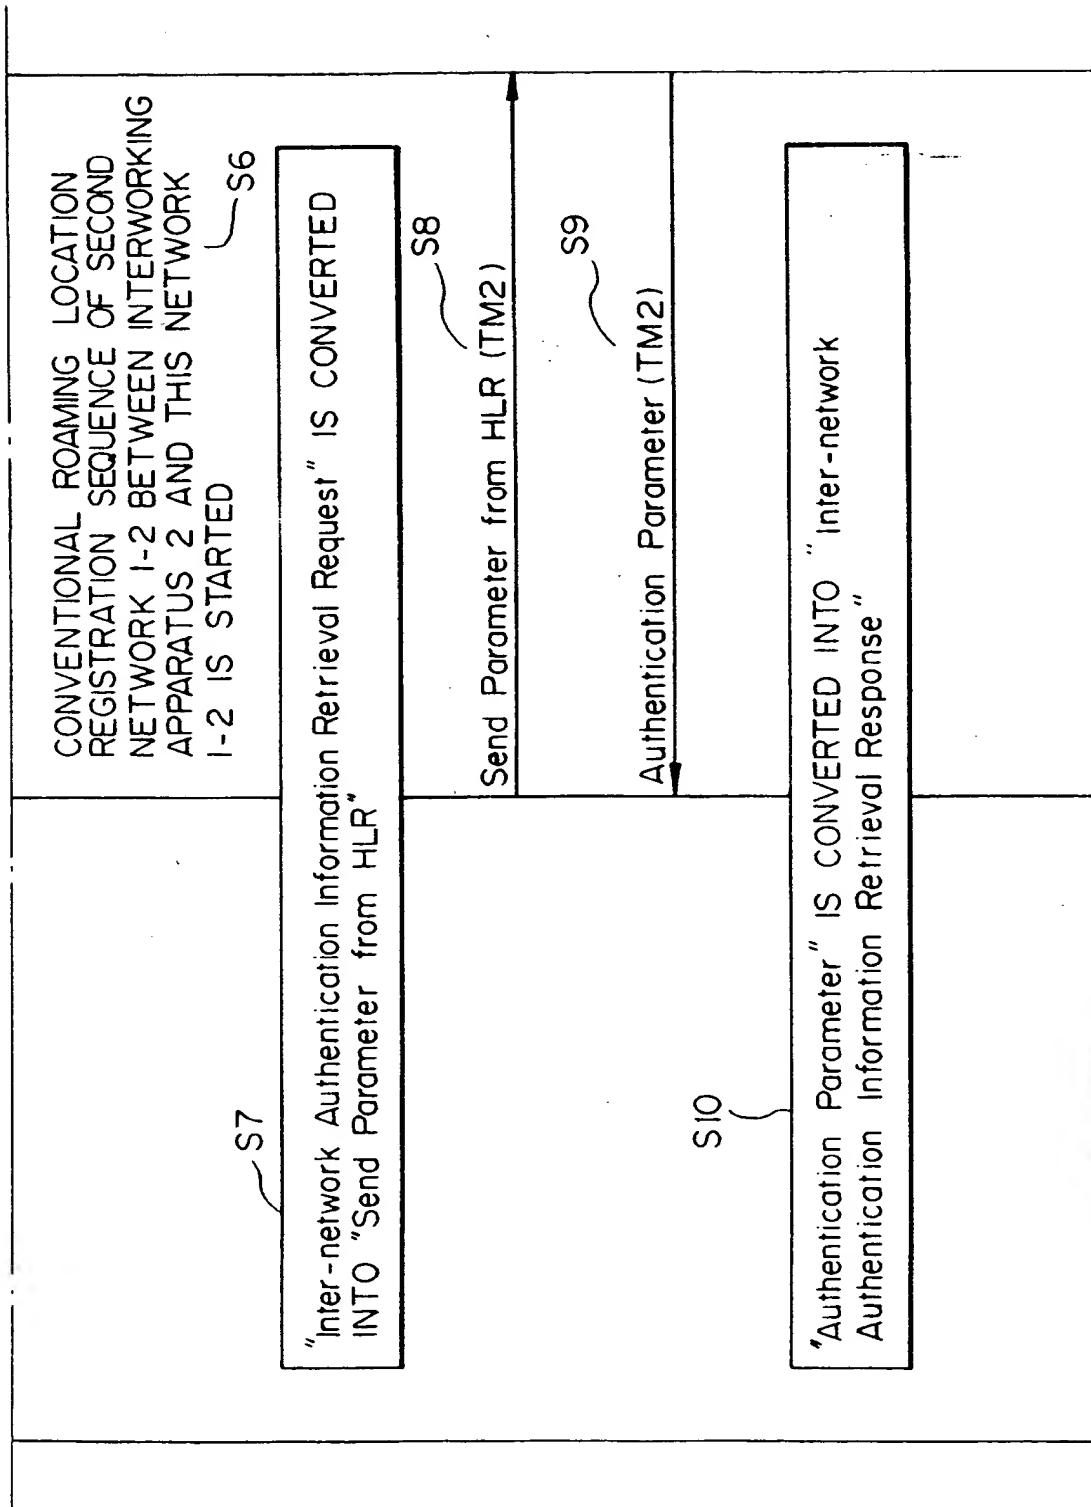 CONVENTIONAL ROAMING LOCATION
REGISTRATION SEQUENCE OF SECOND
NETWORK 1-2 BETWEEN INTERWORKING
APPARATUS 2 AND THIS NETWORK
1-2 IS STARTED
S6
S7
"Inter-network Authentication Information Retrieval Request" IS CONVERTED
INTO "Send Parameter from HLR"
S8
Send Parameter from HLR (TM2)
S9
Authentication Parameter (TM2)
S10
"Authentication Parameter" IS CONVERTED INTO "Inter-network
Authentication Information Retrieval Response"